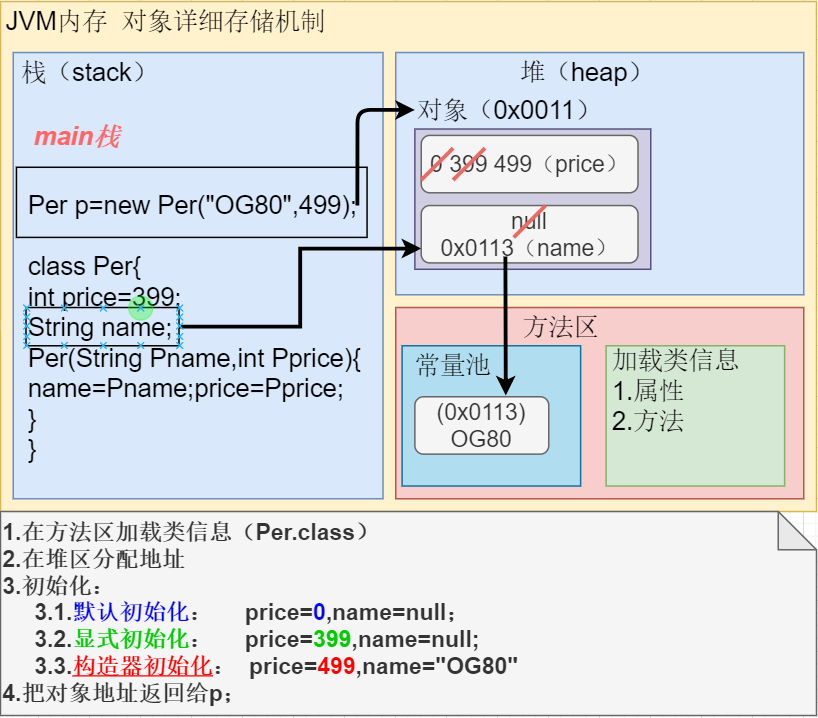 JVM内存 对象详细存储机制
栈（stack）
main栈
Per p=new Per("OG80",499);
class Per{
int price=399;
String name;
Per(String Pname,int Pprice){
name=Pname;price=Pprice;
}
}
堆（heap）
对象（0x0011）
0 399 499（price）
null
0x0113（name）
方法区
常量池
(0x0113)
OG80
加载类信息
1.属性
2.方法
1.在方法区加载类信息（Per.class）
2.在堆区分配地址
3.初始化：
3.1.默认初始化： price=0,name=null；
3.2.显式初始化： price=399,name=null;
3.3.构造器初始化： price=499,name="OG80"
4.把对象地址返回给p；